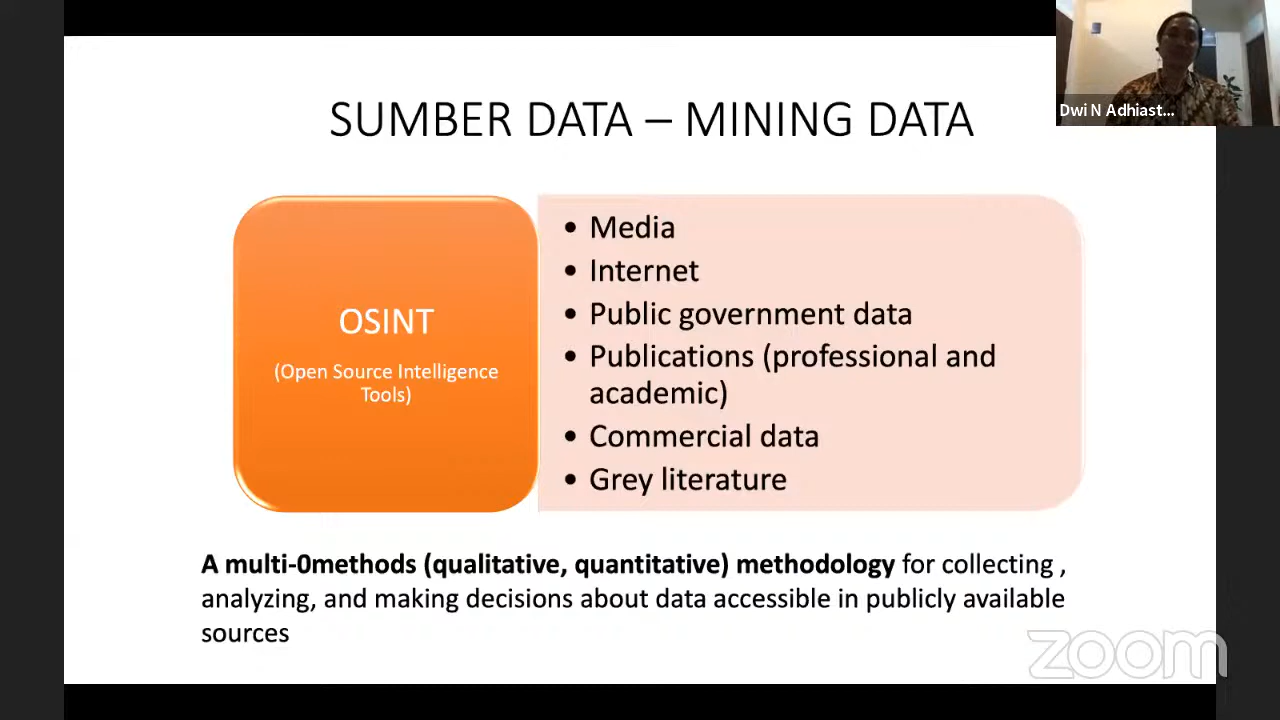 Dwi N Adhiast...
SUMBER DATA – MINING DATA
OSINT
(Open Source Intelligence
Tools)
• Media
• Internet
• Public government data
• Publications (professional and
academic)
• Commercial data
• Grey literature
A multi-0methods (qualitative, quantitative) methodology for collecting ,
analyzing, and making decisions about data accessible in publicly available
sources
zoom